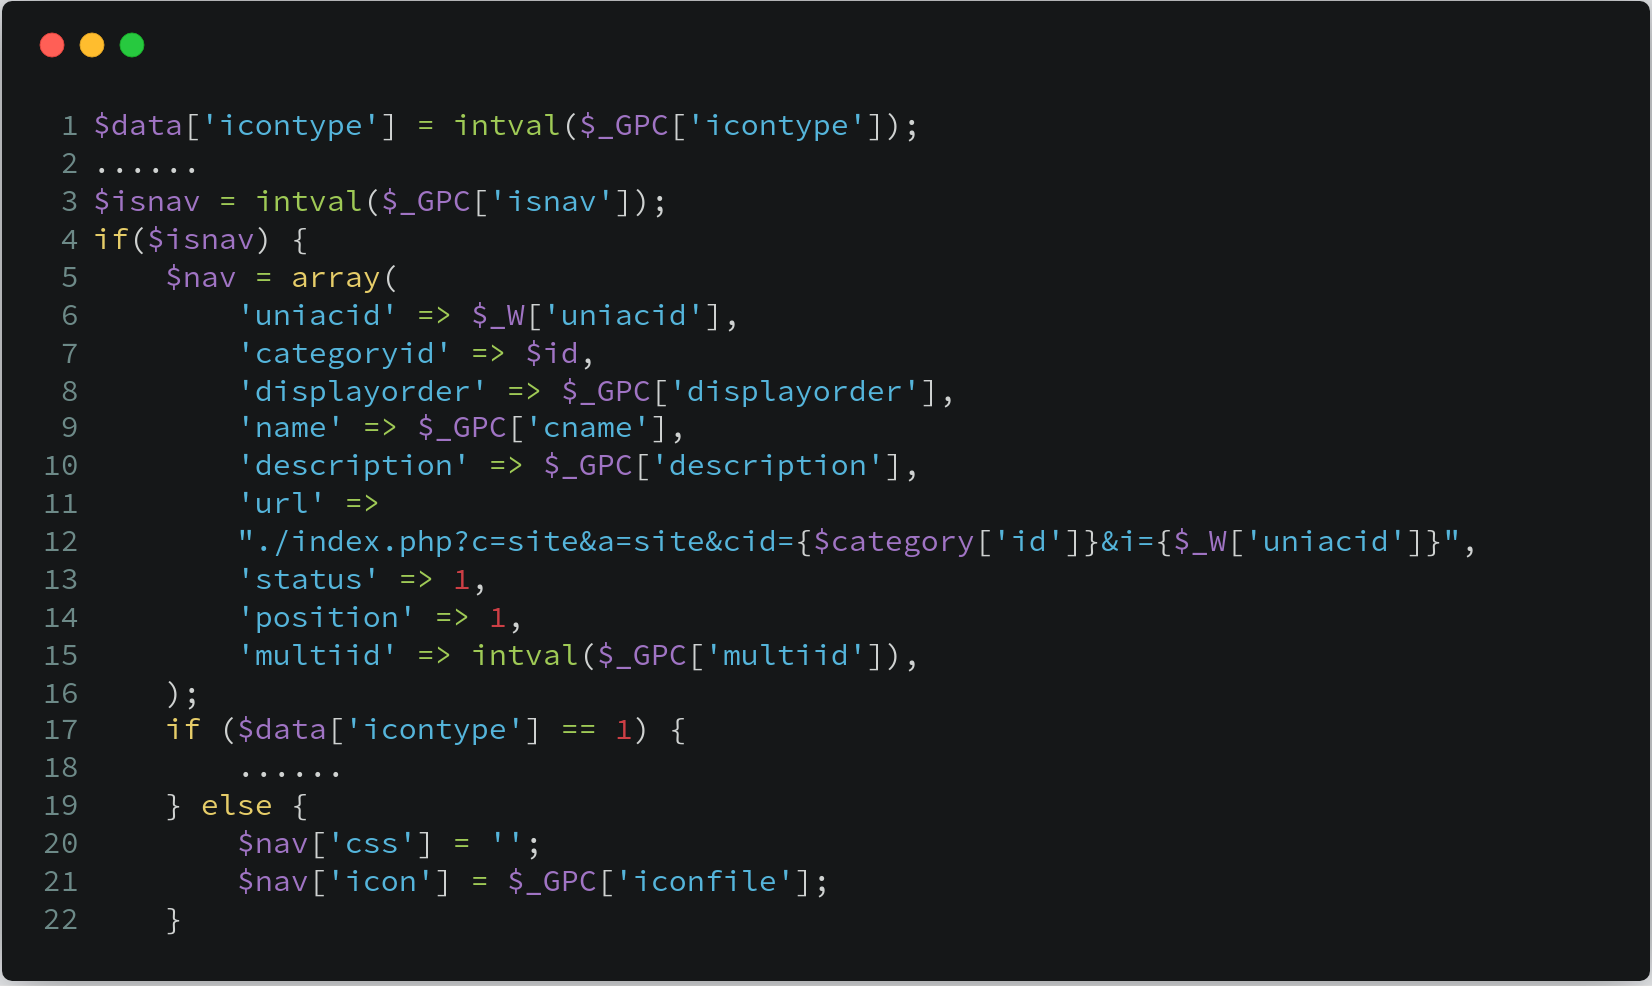 1 $data['icontype'] = intval($_GPC['icontype']);
2 ......
3 $isnav = intval($_GPC['isnav']);
4 if($isnav) {
5     $nav = array(
6         'uniacid' => $_W['uniacid'],
7         'categoryid' => $id,
8         'displayorder' => $_GPC['displayorder'],
9         'name' => $_GPC['cname'],
10         'description' => $_GPC['description'],
11         'url' =>
12         "./index.php?c=site&a=site&cid={$category['id']}&i={$_W['uniacid']}",
13         'status' => 1,
14         'position' => 1,
15         'multiid' => intval($_GPC['multiid']),
16     );
17     if ($data['icontype'] == 1) {
18         ......
19     } else {
20         $nav['css'] = '';
21         $nav['icon'] = $_GPC['iconfile'];
22     }